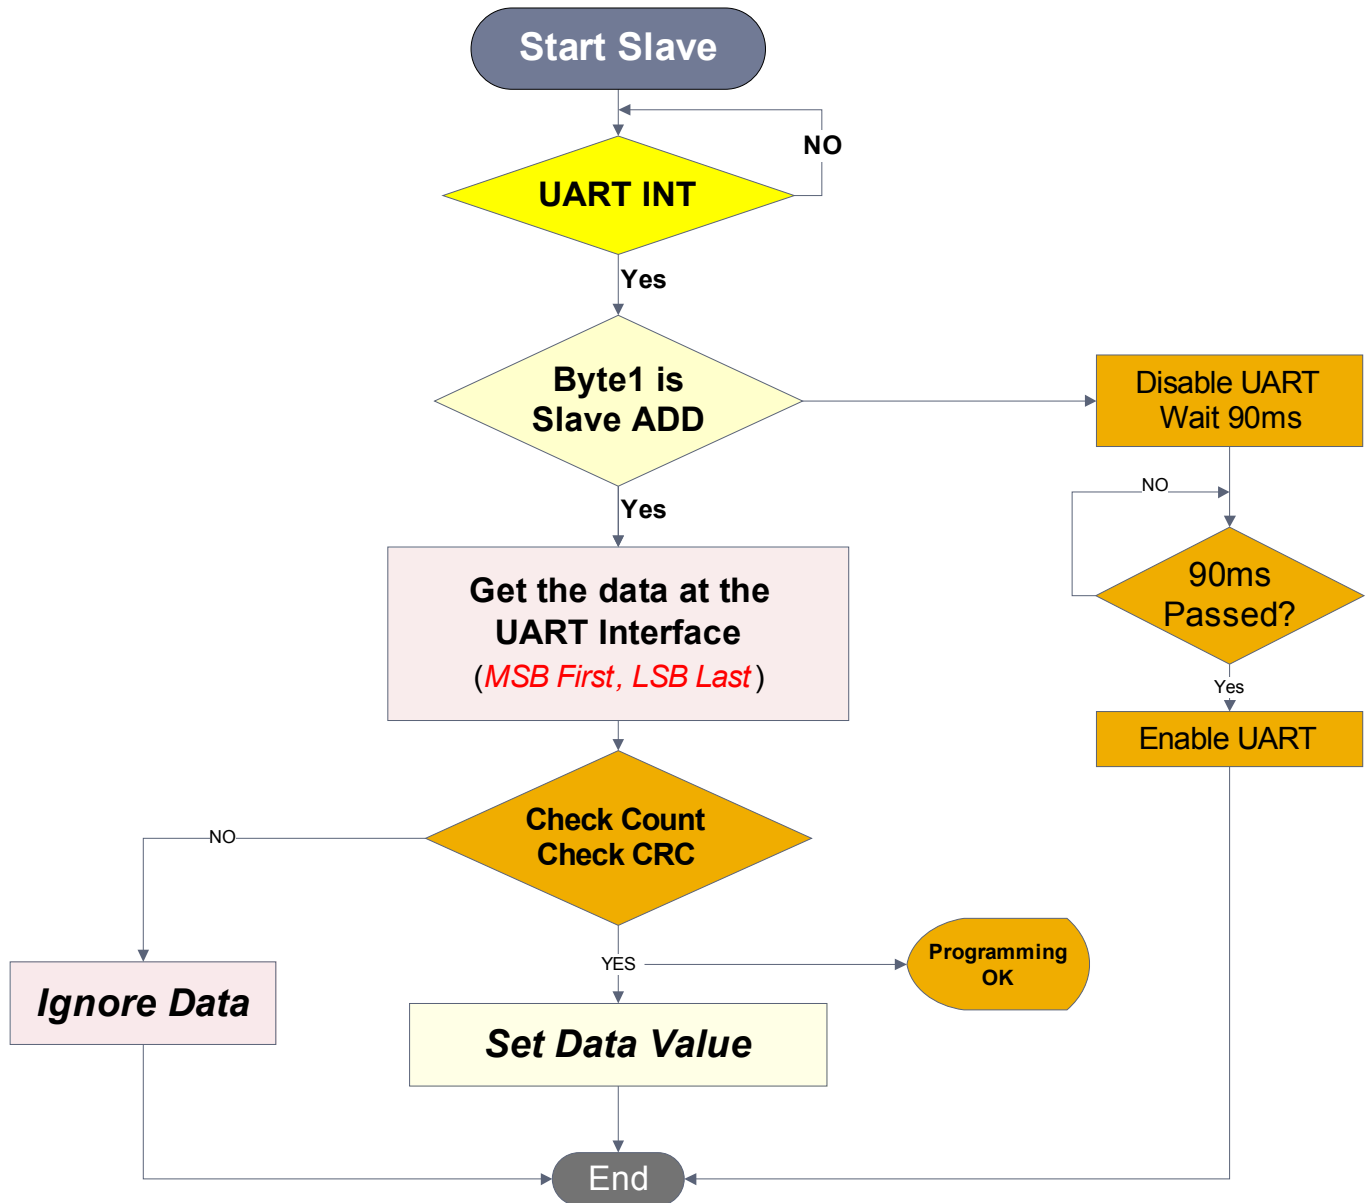 Start Slave
NO
UART INT
Yes
Byte1 is
Slave ADD
Disable UART
Wait 90ms
Yes
NO
Get the data at the
UART Interface
(MSB First, LSB Last)
90ms
Passed?
Yes
Enable UART
Check Count
Check CRC
NO
YES
Programming
OK
Ignore Data
Set Data Value
End